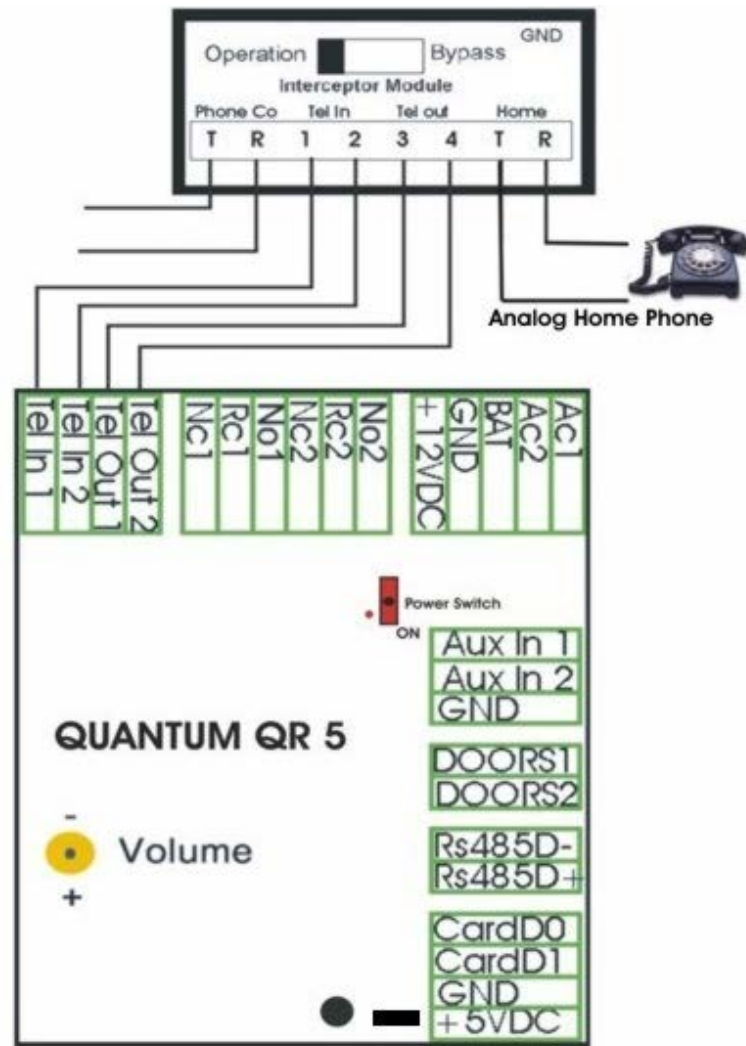 GND
Operation Bypass
Interceptor Module
Phone Co Tel In Tel out Home
T R 1 2 3 4 T R
Analog Home Phone
Tel In 1
Tel In 2
Tel Out 1
Tel Out 2
Nc1
Rc1
No1
Nc2
Rc2
No2
+12VDC
GND
BAT
Ac2
Ac1
Power Switch
ON
Aux In 1
Aux In 2
GND
QUANTUM QR 5
DOORS1
DOORS2
-
Volume
+
Rs485D-
Rs485D+
CardD0
CardD1
GND
+5VDC